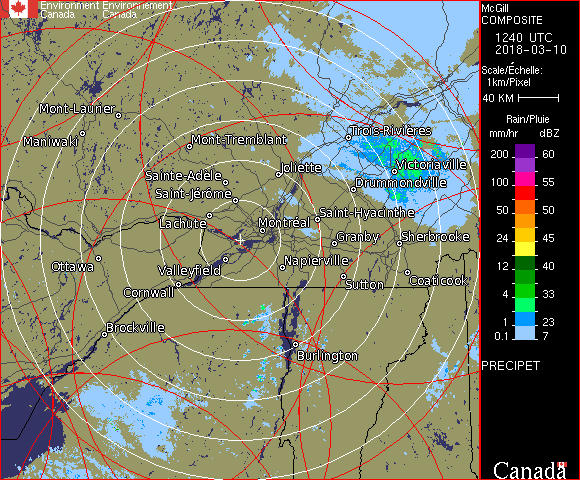 Environment Environnement
Canada Canada
McGill
COMPOSITE
1240 UTC
2018-03-10
Scale/Échelle:
1km/Pixel
40 KM
Rain/Pluie
mm/hr dBZ
200 60
100 55
50 50
24 45
12 40
4 33
1 23
0.1 7
PRECIPET
Mont-Laurier
Maniwaki
Mont-Tremblant
Trois-Rivières
Sainte-Adèle
Joliette
Victoriaville
Saint-Jérôme
Drummondville
Lachute
Montréal
Saint-Hyacinthe
Granby
Sherbrooke
Ottawa
Valleyfield
Napierville
Cornwall
Sutton
Coaticook
Brockville
Burlington
Canada